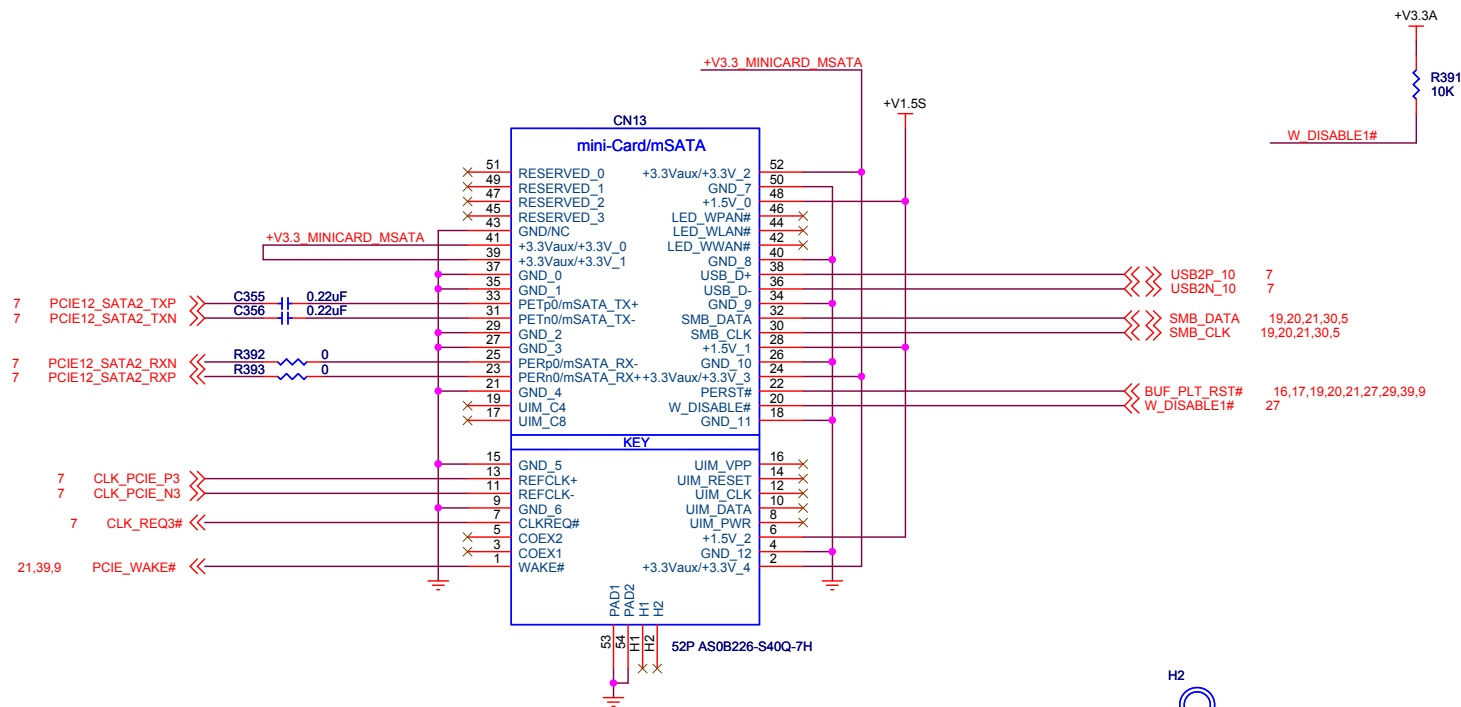 +V3.3A
R391
10K
W_DISABLE1#
+V3.3_MINICARD_MSATA
+V1.5S
CN13
mini-Card/mSATA
51 RESERVED_0 +3.3Vaux/+3.3V_2 52
49 RESERVED_1 GND_7 50
47 RESERVED_2 +1.5V_0 48
45 RESERVED_3 LED_WPAN# 46
43 GND/NC LED_WLAN# 44
+V3.3_MINICARD_MSATA 41 +3.3Vaux/+3.3V_0 LED_WWAN# 42
39 +3.3Vaux/+3.3V_1 GND_8 40
37 GND_0 USB_D+ 38 USB2P_10 7
35 GND_1 USB_D- 36 USB2N_10 7
7 PCIE12_SATA2_TXP C355 0.22uF 33 PETp0/mSATA_TX+ GND_9 34
7 PCIE12_SATA2_TXN C356 0.22uF 31 PETn0/mSATA_TX- SMB_DATA 32 SMB_DATA 19,20,21,30,5
29 GND_2 SMB_CLK 30 SMB_CLK 19,20,21,30,5
27 GND_3 +1.5V_1 28
7 PCIE12_SATA2_RXN R392 0 25 PERp0/mSATA_RX- GND_10 26
7 PCIE12_SATA2_RXP R393 0 23 PERn0/mSATA_RX+ +3.3Vaux/+3.3V_3 24
21 GND_4 PERST# 22 BUF_PLT_RST# 16,17,19,20,21,27,29,39,9
19 UIM_C4 W_DISABLE# 20 W_DISABLE1# 27
17 UIM_C8 GND_11 18
KEY
15 GND_5 UIM_VPP 16
7 CLK_PCIE_P3 13 REFCLK+ UIM_RESET 14
7 CLK_PCIE_N3 11 REFCLK- UIM_CLK 12
9 GND_6 UIM_DATA 10
7 CLK_REQ3# 7 CLKREQ# UIM_PWR 8
5 COEX2 +1.5V_2 6
3 COEX1 GND_12 4
21,39,9 PCIE_WAKE# 1 WAKE# +3.3Vaux/+3.3V_4 2
PAD1 PAD2 H1 H2
53 54 H1 H2
52P AS0B226-S40Q-7H
H2